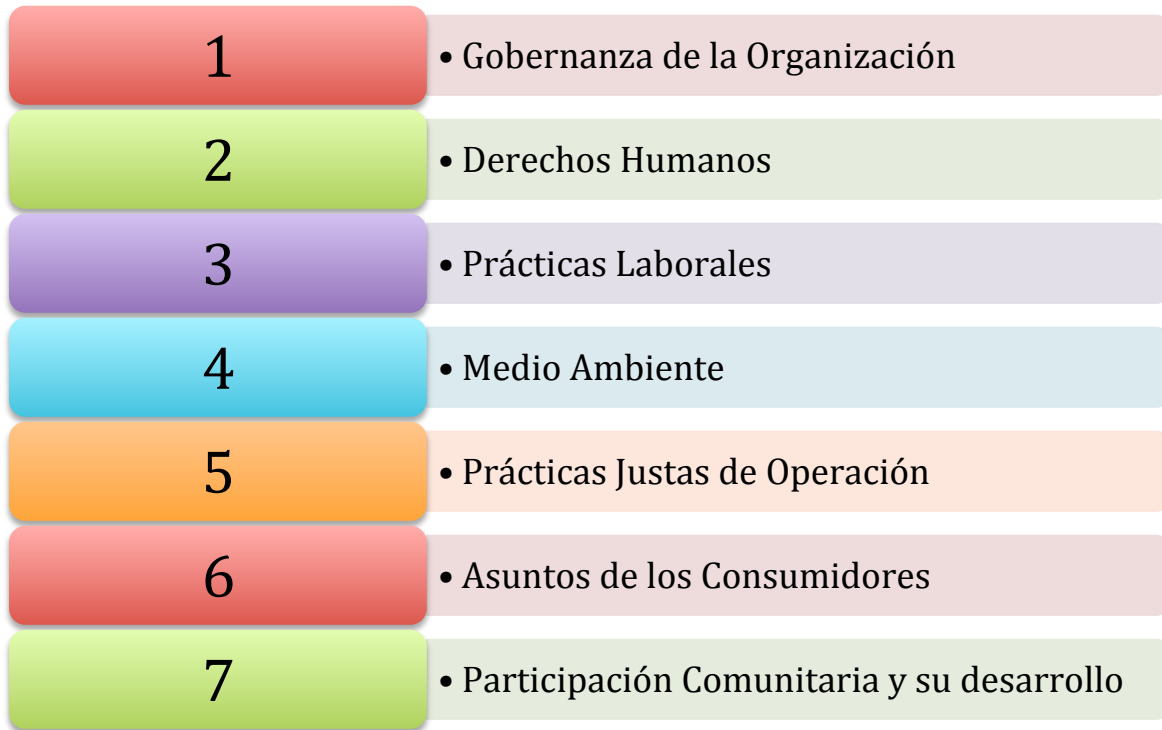 1
• Gobernanza de la Organización
2
• Derechos Humanos
3
• Prácticas Laborales
4
• Medio Ambiente
5
• Prácticas Justas de Operación
6
• Asuntos de los Consumidores
7
• Participación Comunitaria y su desarrollo